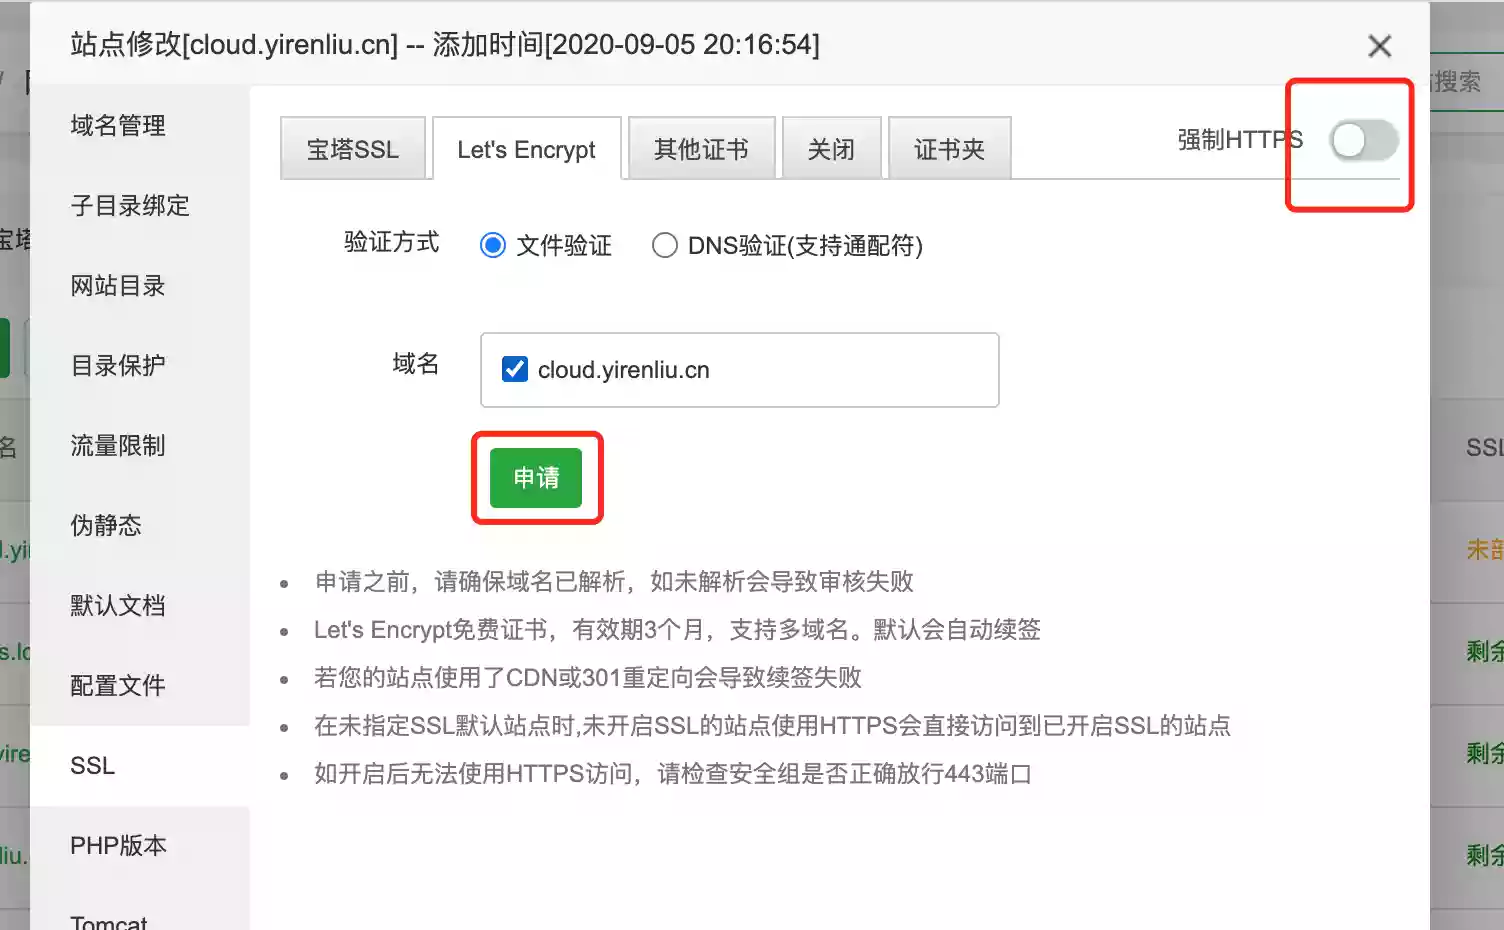 站点修改[cloud.yirenliu.cn] -- 添加时间[2020-09-05 20:16:54]
搜索
域名管理
子目录绑定
网站目录
目录保护
流量限制
伪静态
默认文档
配置文件
SSL
PHP版本
Tomcat
宝塔SSL
Let's Encrypt
其他证书
关闭
证书夹
强制HTTPS
验证方式
文件验证
DNS验证(支持通配符)
域名
cloud.yirenliu.cn
申请
申请之前，请确保域名已解析，如未解析会导致审核失败
Let's Encrypt免费证书，有效期3个月，支持多域名。默认会自动续签
若您的站点使用了CDN或301重定向会导致续签失败
在未指定SSL默认站点时,未开启SSL的站点使用HTTPS会直接访问到已开启SSL的站点
如开启后无法使用HTTPS访问，请检查安全组是否正确放行443端口
宝塔
名
SSL
.yi
未部
s.lo
剩余
yire
剩余
liu.
剩余